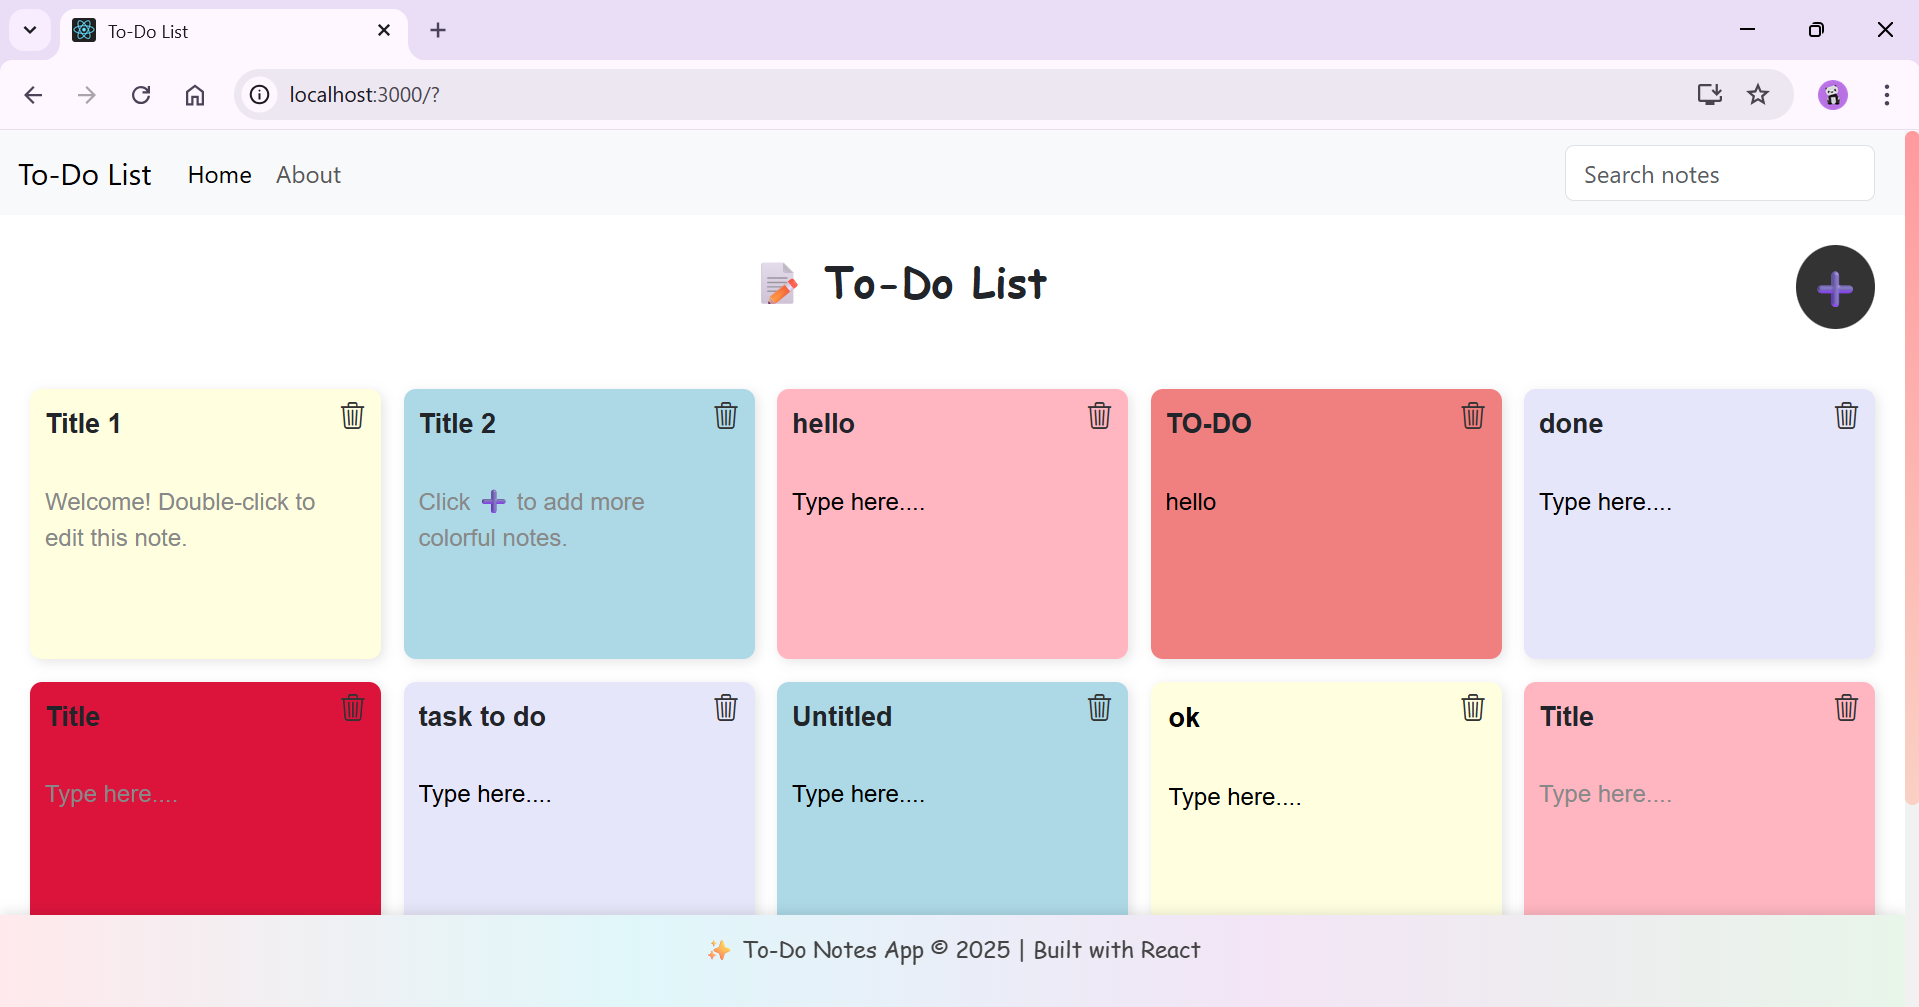 To-Do List
localhost:3000/?
To-Do List Home About Search notes
📝 To-Do List
Title 1
Welcome! Double-click to
edit this note.
Title 2
Click ➕ to add more
colorful notes.
hello
Type here....
TO-DO
hello
done
Type here....
Title
Type here....
task to do
Type here....
Untitled
Type here....
ok
Type here....
Title
Type here....
✨ To-Do Notes App © 2025 | Built with React